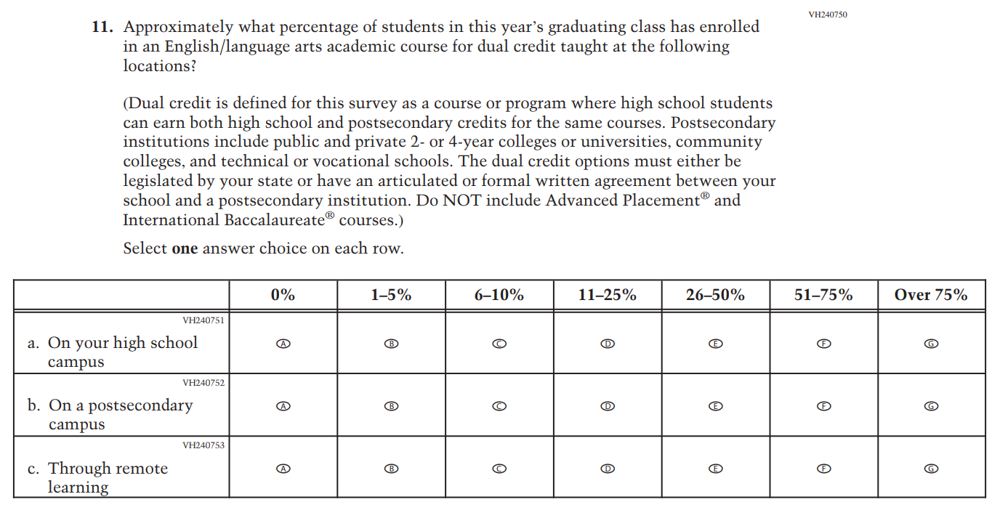 VH240750
11. Approximately what percentage of students in this year’s graduating class has enrolled
in an English/language arts academic course for dual credit taught at the following
locations?
(Dual credit is defined for this survey as a course or program where high school students
can earn both high school and postsecondary credits for the same courses. Postsecondary
institutions include public and private 2- or 4-year colleges or universities, community
colleges, and technical or vocational schools. The dual credit options must either be
legislated by your state or have an articulated or formal written agreement between your
school and a postsecondary institution. Do NOT include Advanced Placement® and
International Baccalaureate® courses.)
Select one answer choice on each row.
0% 1–5% 6–10% 11–25% 26–50% 51–75% Over 75%
VH240751
a. On your high school
campus
A B C D E F G
VH240752
b. On a postsecondary
campus
A B C D E F G
VH240753
c. Through remote
learning
A B C D E F G